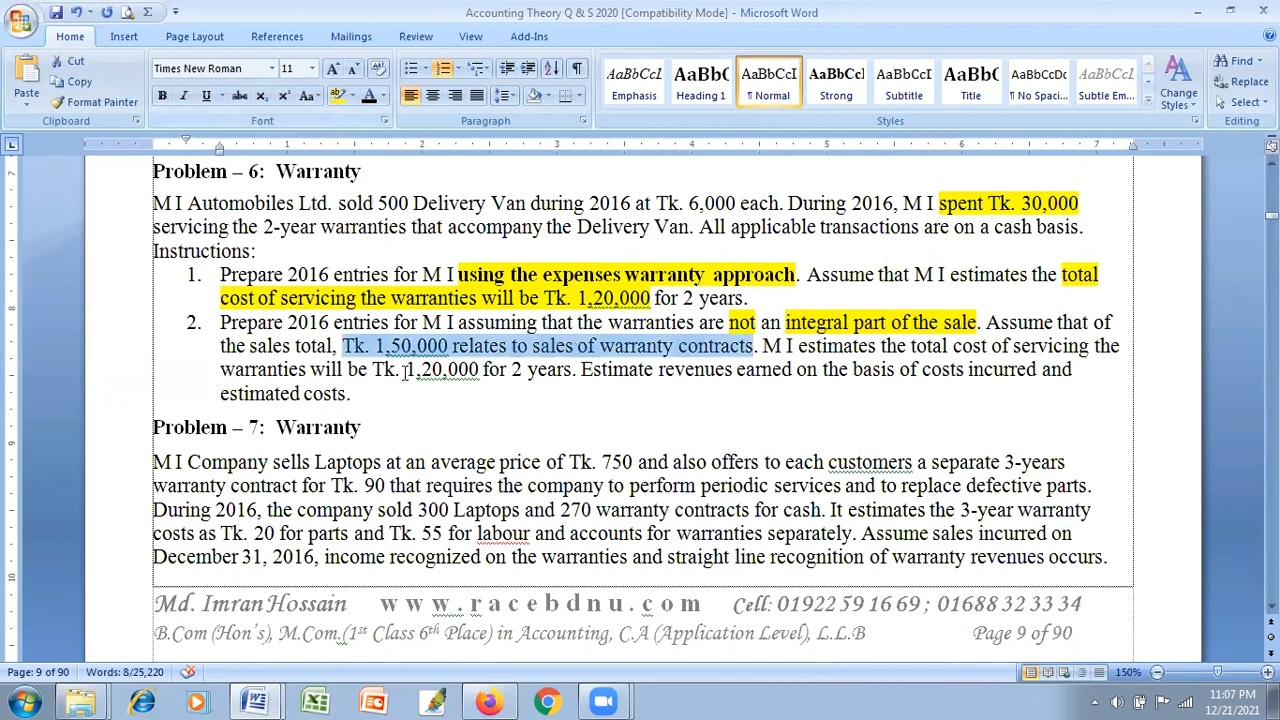 Accounting Theory Q & S 2020 [Compatibility Mode] - Microsoft Word
Home Insert Page Layout References Mailings Review View Add-Ins
Cut
Copy
Format Painter
Paste
Clipboard
Times New Roman 11
Font
Paragraph
AaBbCcI AaBbC AaBbCcI AaBbCcl AaBbCcI AaBbCcI AaBbCcI AaBbCcI
Emphasis Heading 1 ¶ Normal Strong Subtitle Title ¶ No Spaci... Subtle Em...
Change Styles
Styles
Find
Replace
Select
Editing
1 2 3 4 5 6 7
Problem – 6: Warranty
M I Automobiles Ltd. sold 500 Delivery Van during 2016 at Tk. 6,000 each. During 2016, M I spent Tk. 30,000
servicing the 2-year warranties that accompany the Delivery Van. All applicable transactions are on a cash basis.
Instructions:
1. Prepare 2016 entries for M I using the expenses warranty approach. Assume that M I estimates the total
cost of servicing the warranties will be Tk. 1,20,000 for 2 years.
2. Prepare 2016 entries for M I assuming that the warranties are not an integral part of the sale. Assume that of
the sales total, Tk. 1,50,000 relates to sales of warranty contracts. M I estimates the total cost of servicing the
warranties will be Tk. 1,20,000 for 2 years. Estimate revenues earned on the basis of costs incurred and
estimated costs.
Problem – 7: Warranty
M I Company sells Laptops at an average price of Tk. 750 and also offers to each customers a separate 3-years
warranty contract for Tk. 90 that requires the company to perform periodic services and to replace defective parts.
During 2016, the company sold 300 Laptops and 270 warranty contracts for cash. It estimates the 3-year warranty
costs as Tk. 20 for parts and Tk. 55 for labour and accounts for warranties separately. Assume sales incurred on
December 31, 2016, income recognized on the warranties and straight line recognition of warranty revenues occurs.
Md. Imran Hossain www.racebdnu.com Cell: 01922 59 16 69 ; 01688 32 33 34
B.Com (Hon's), M.Com.(1st Class 6th Place) in Accounting, C.A (Application Level), L.L.B Page 9 of 90
Page: 9 of 90 Words: 8/25,220 150%
11:07 PM
12/21/2021